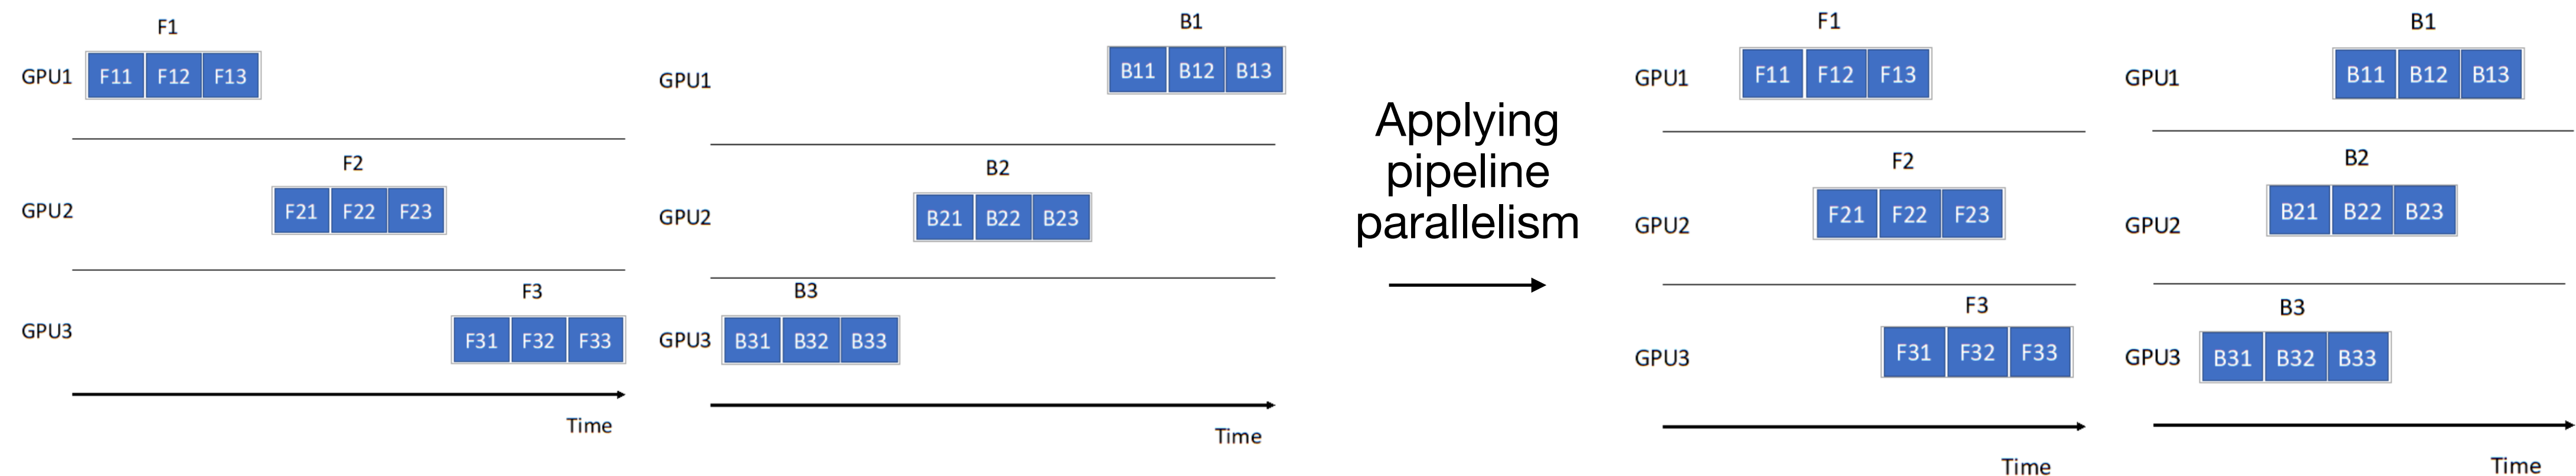 F1
GPU1 F11 F12 F13
F2
GPU2 F21 F22 F23
F3
GPU3 F31 F32 F33
Time
B1
GPU1 B11 B12 B13
B2
GPU2 B21 B22 B23
B3
GPU3 B31 B32 B33
Time
Applying
pipeline
parallelism
F1
GPU1 F11 F12 F13
F2
GPU2 F21 F22 F23
F3
GPU3 F31 F32 F33
Time
B1
GPU1 B11 B12 B13
B2
GPU2 B21 B22 B23
B3
GPU3 B31 B32 B33
Time